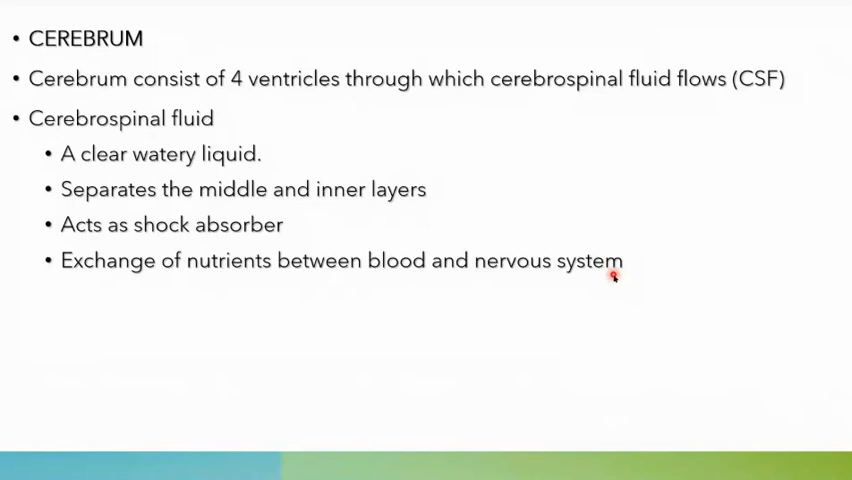 • CEREBRUM
• Cerebrum consist of 4 ventricles through which cerebrospinal fluid flows (CSF)
• Cerebrospinal fluid
• A clear watery liquid.
• Separates the middle and inner layers
• Acts as shock absorber
• Exchange of nutrients between blood and nervous system